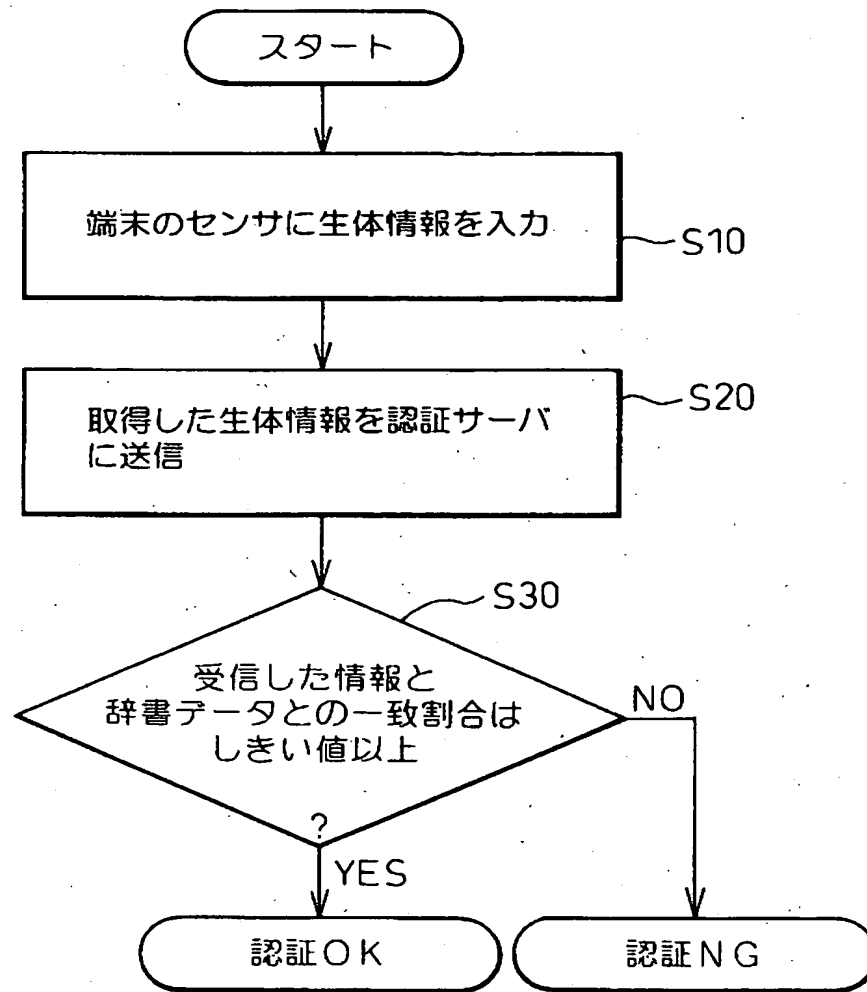 スタート
端末のセンサに生体情報を入力
S10
取得した生体情報を認証サーバ
に送信
S20
S30
受信した情報と
辞書データとの一致割合は
しきい値以上
?
NO
YES
認証OK
認証NG